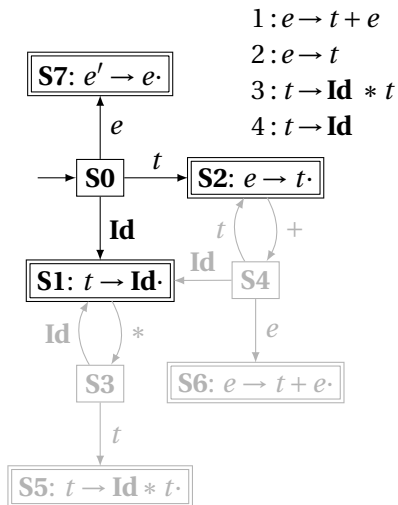 1 : e → t + e
2 : e → t
3 : t → Id * t
4 : t → Id
S7: e′ → e·
e
S0
t
S2: e → t·
Id
t
+
S1: t → Id·
Id
S4
Id
*
e
S3
S6: e → t + e·
t
S5: t → Id * t·